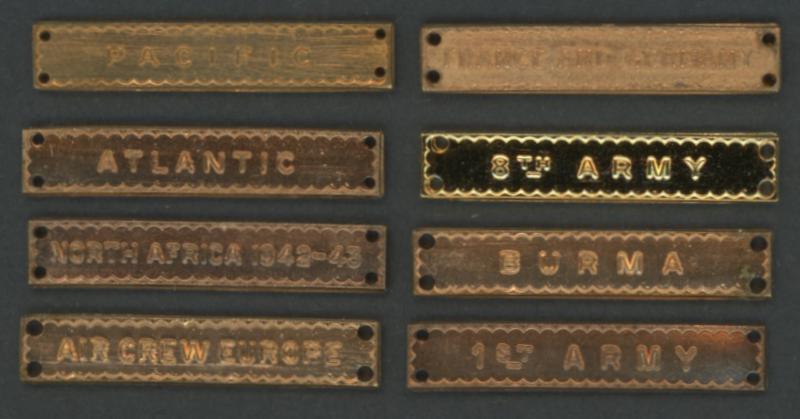 PACIFIC
FRANCE AND GERMANY
ATLANTIC
8TH ARMY
NORTH AFRICA 1942-43
BURMA
AIR CREW EUROPE
1ST ARMY